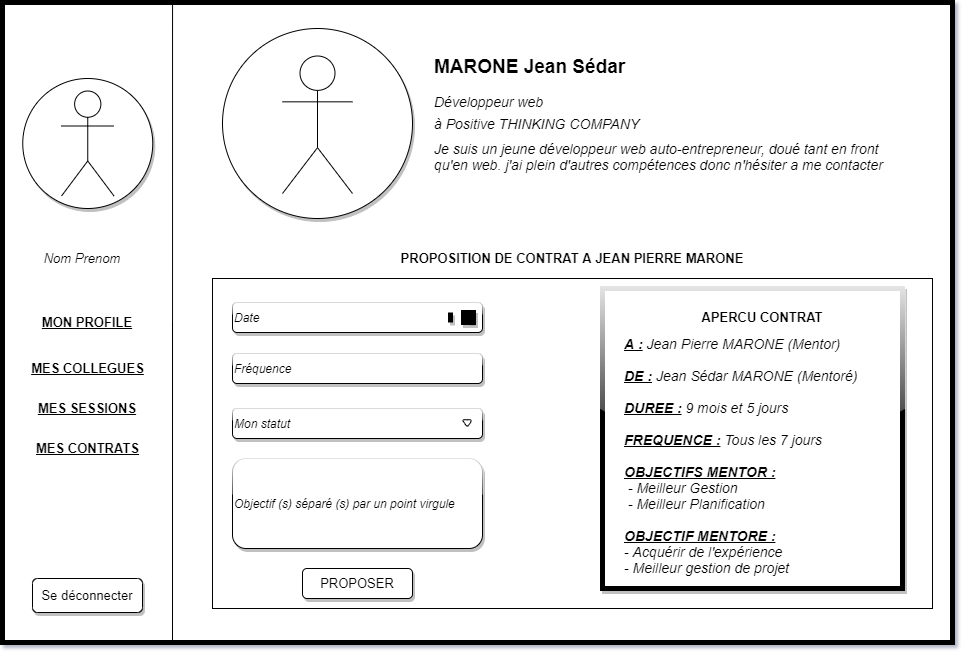 MARONE Jean Sédar
Développeur web
à Positive THINKING COMPANY
Je suis un jeune développeur web auto-entrepreneur, doué tant en front
qu'en web. j'ai plein d'autres compétences donc n'hésiter a me contacter
Nom Prenom
MON PROFILE
MES COLLEGUES
MES SESSIONS
MES CONTRATS
Se déconnecter
PROPOSITION DE CONTRAT A JEAN PIERRE MARONE
Date
Fréquence
Mon statut
Objectif (s) séparé (s) par un point virgule
PROPOSER
APERCU CONTRAT
A : Jean Pierre MARONE (Mentor)
DE : Jean Sédar MARONE (Mentoré)
DUREE : 9 mois et 5 jours
FREQUENCE : Tous les 7 jours
OBJECTIFS MENTOR :
- Meilleur Gestion
- Meilleur Planification
OBJECTIF MENTORE :
- Acquérir de l'expérience
- Meilleur gestion de projet